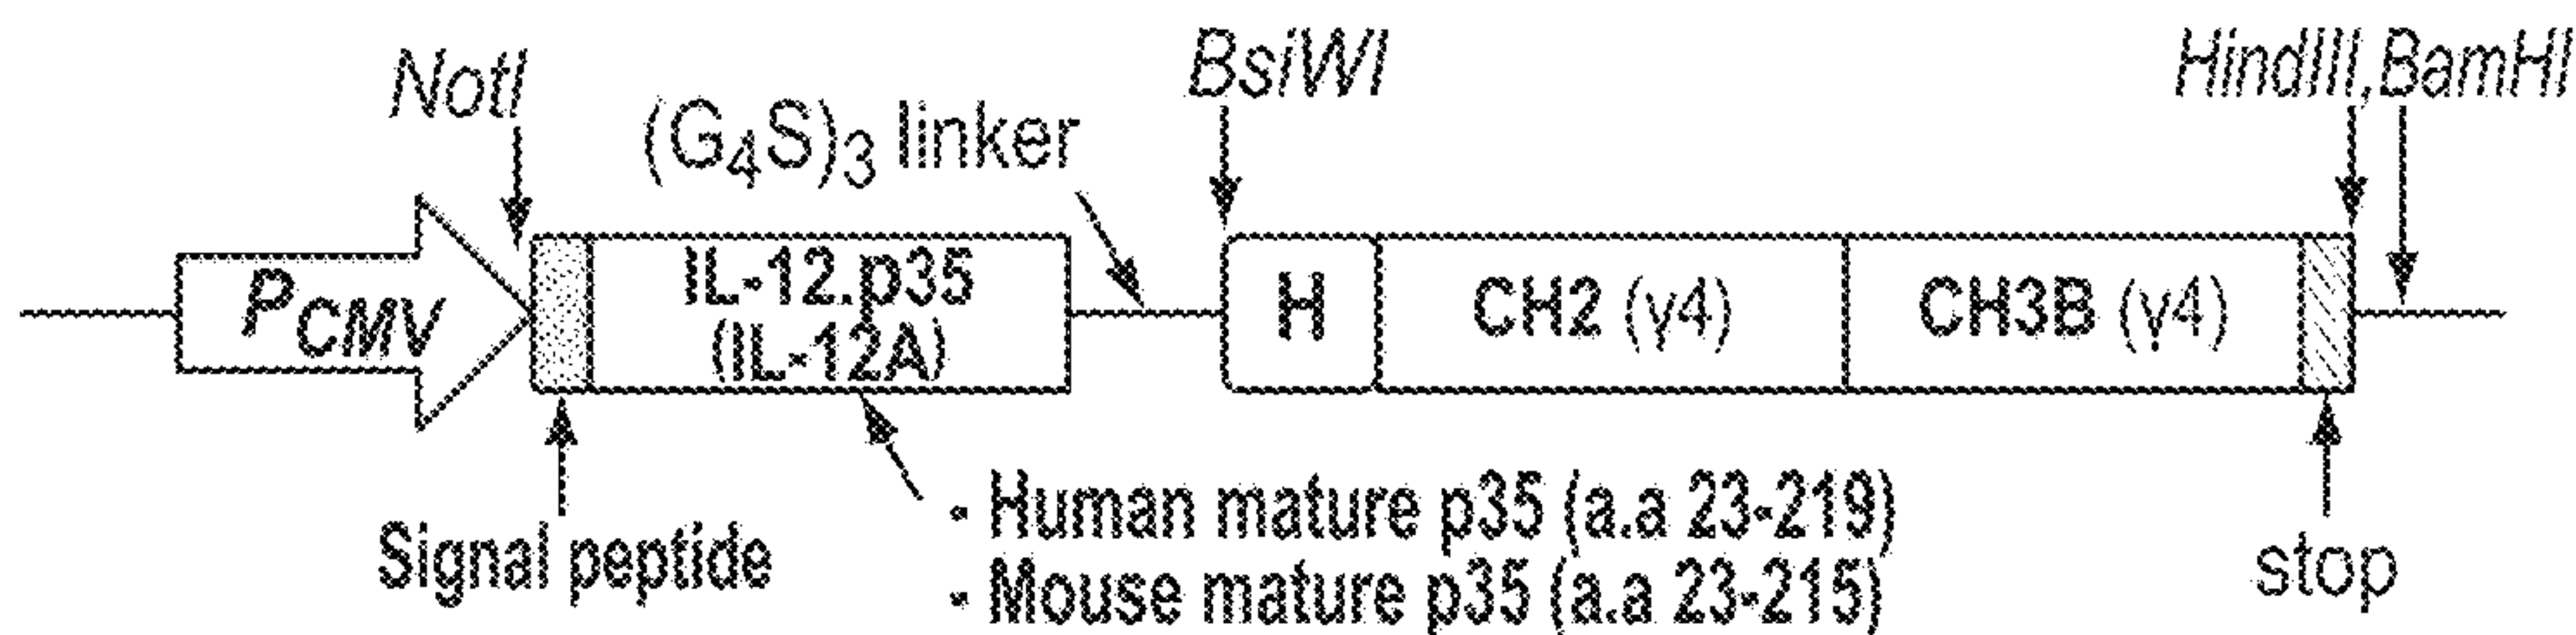 NotI
BsiWI
HindIII,BamHI
(G4S)3 linker
PCMV
IL-12.p35
(IL-12A)
H
CH2 (γ4)
CH3B (γ4)
Signal peptide
- Human mature p35 (a.a 23-219)
- Mouse mature p35 (a.a 23-215)
stop